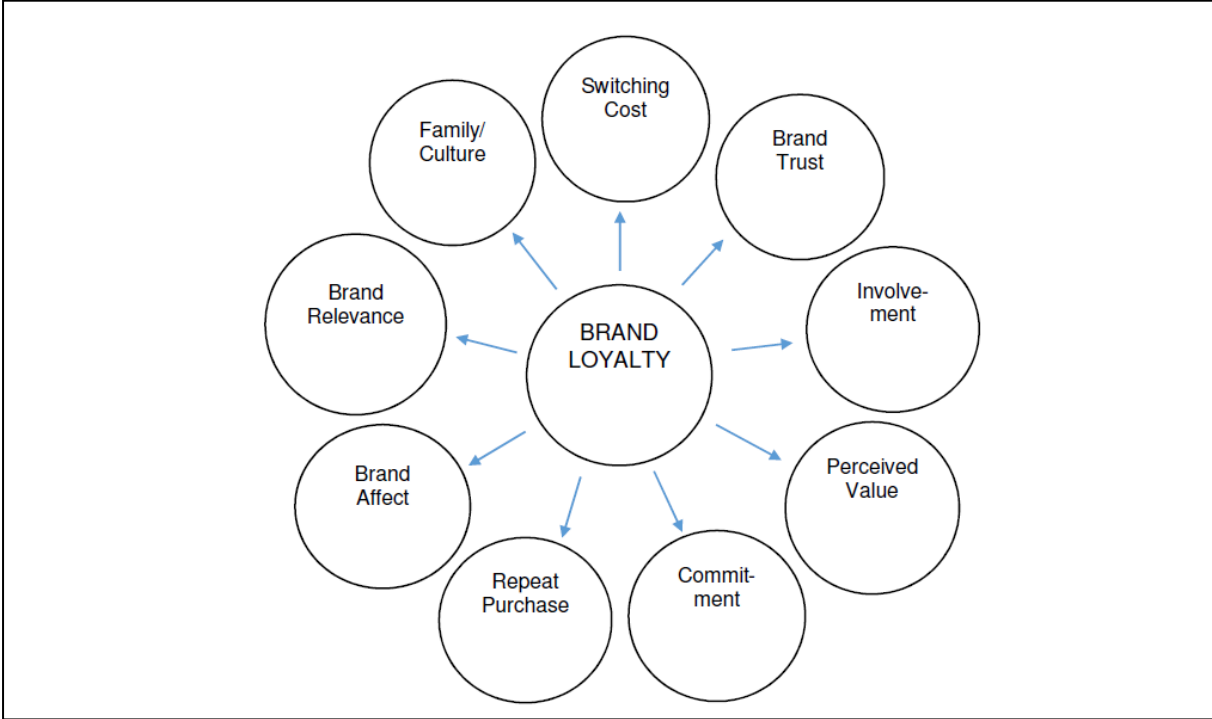 Switching
Cost
Family/
Culture
Brand
Trust
Brand
Relevance
Involve-
ment
BRAND
LOYALTY
Brand
Affect
Perceived
Value
Repeat
Purchase
Commit-
ment